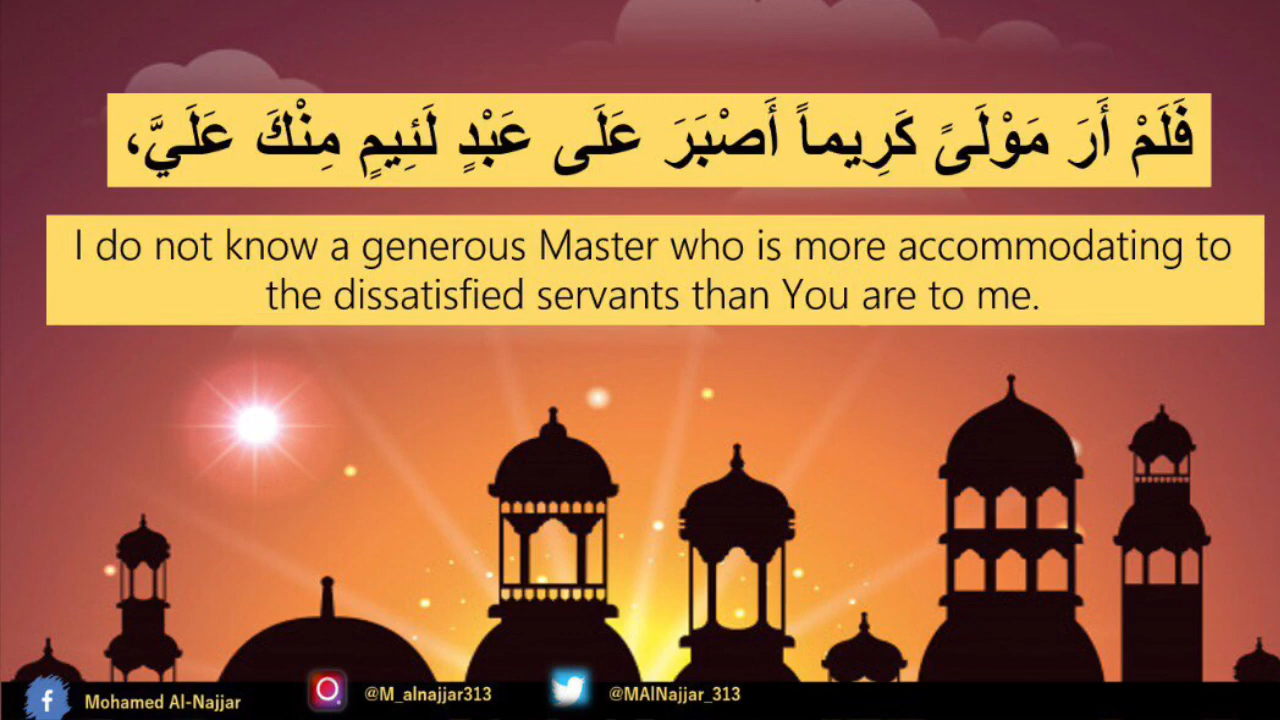 فَلَمْ أَرَ مَوْلَىً كَرِيماً أَصْبَرَ عَلَى عَبْدٍ لَئِيمٍ مِنْكَ عَلَيَّ،
I do not know a generous Master who is more accommodating to
the dissatisfied servants than You are to me.
Mohamed Al-Najjar
@M_alnajjar313
@MAlNajjar_313